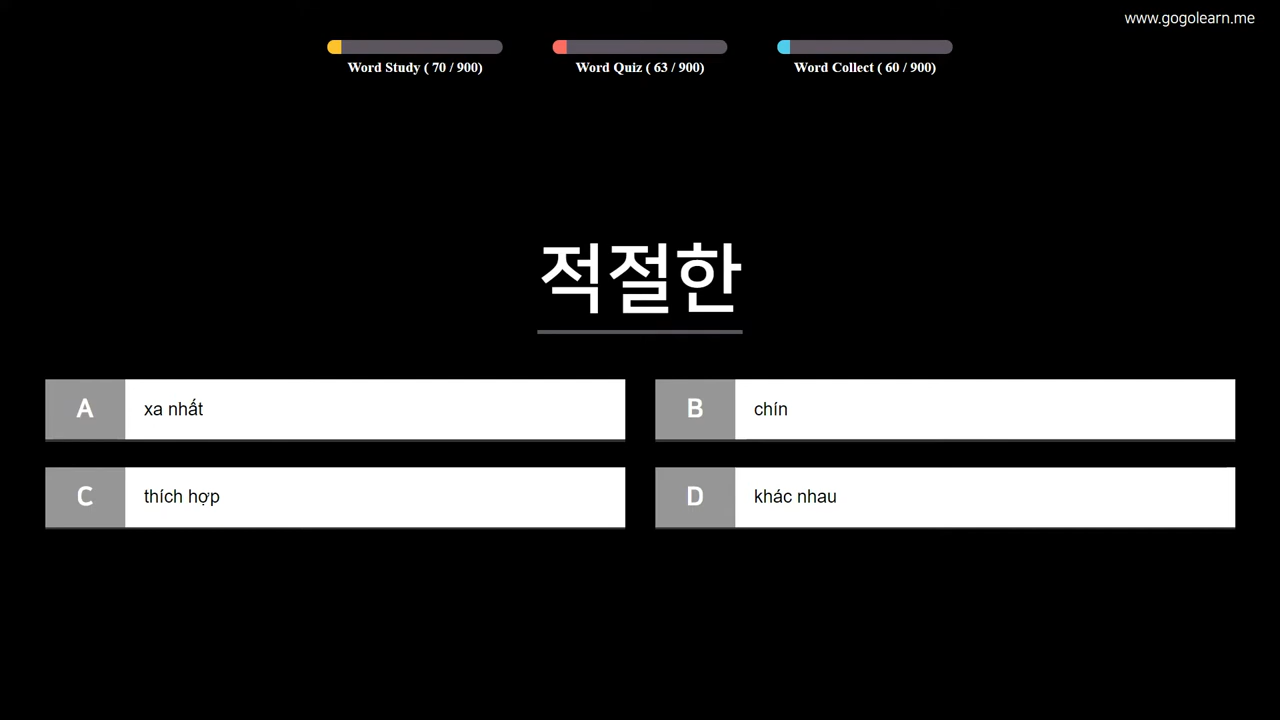 www.gogolearn.me
Word Study ( 70 / 900)
Word Quiz ( 63 / 900)
Word Collect ( 60 / 900)
적절한
A xa nhất
B chín
C thích hợp
D khác nhau